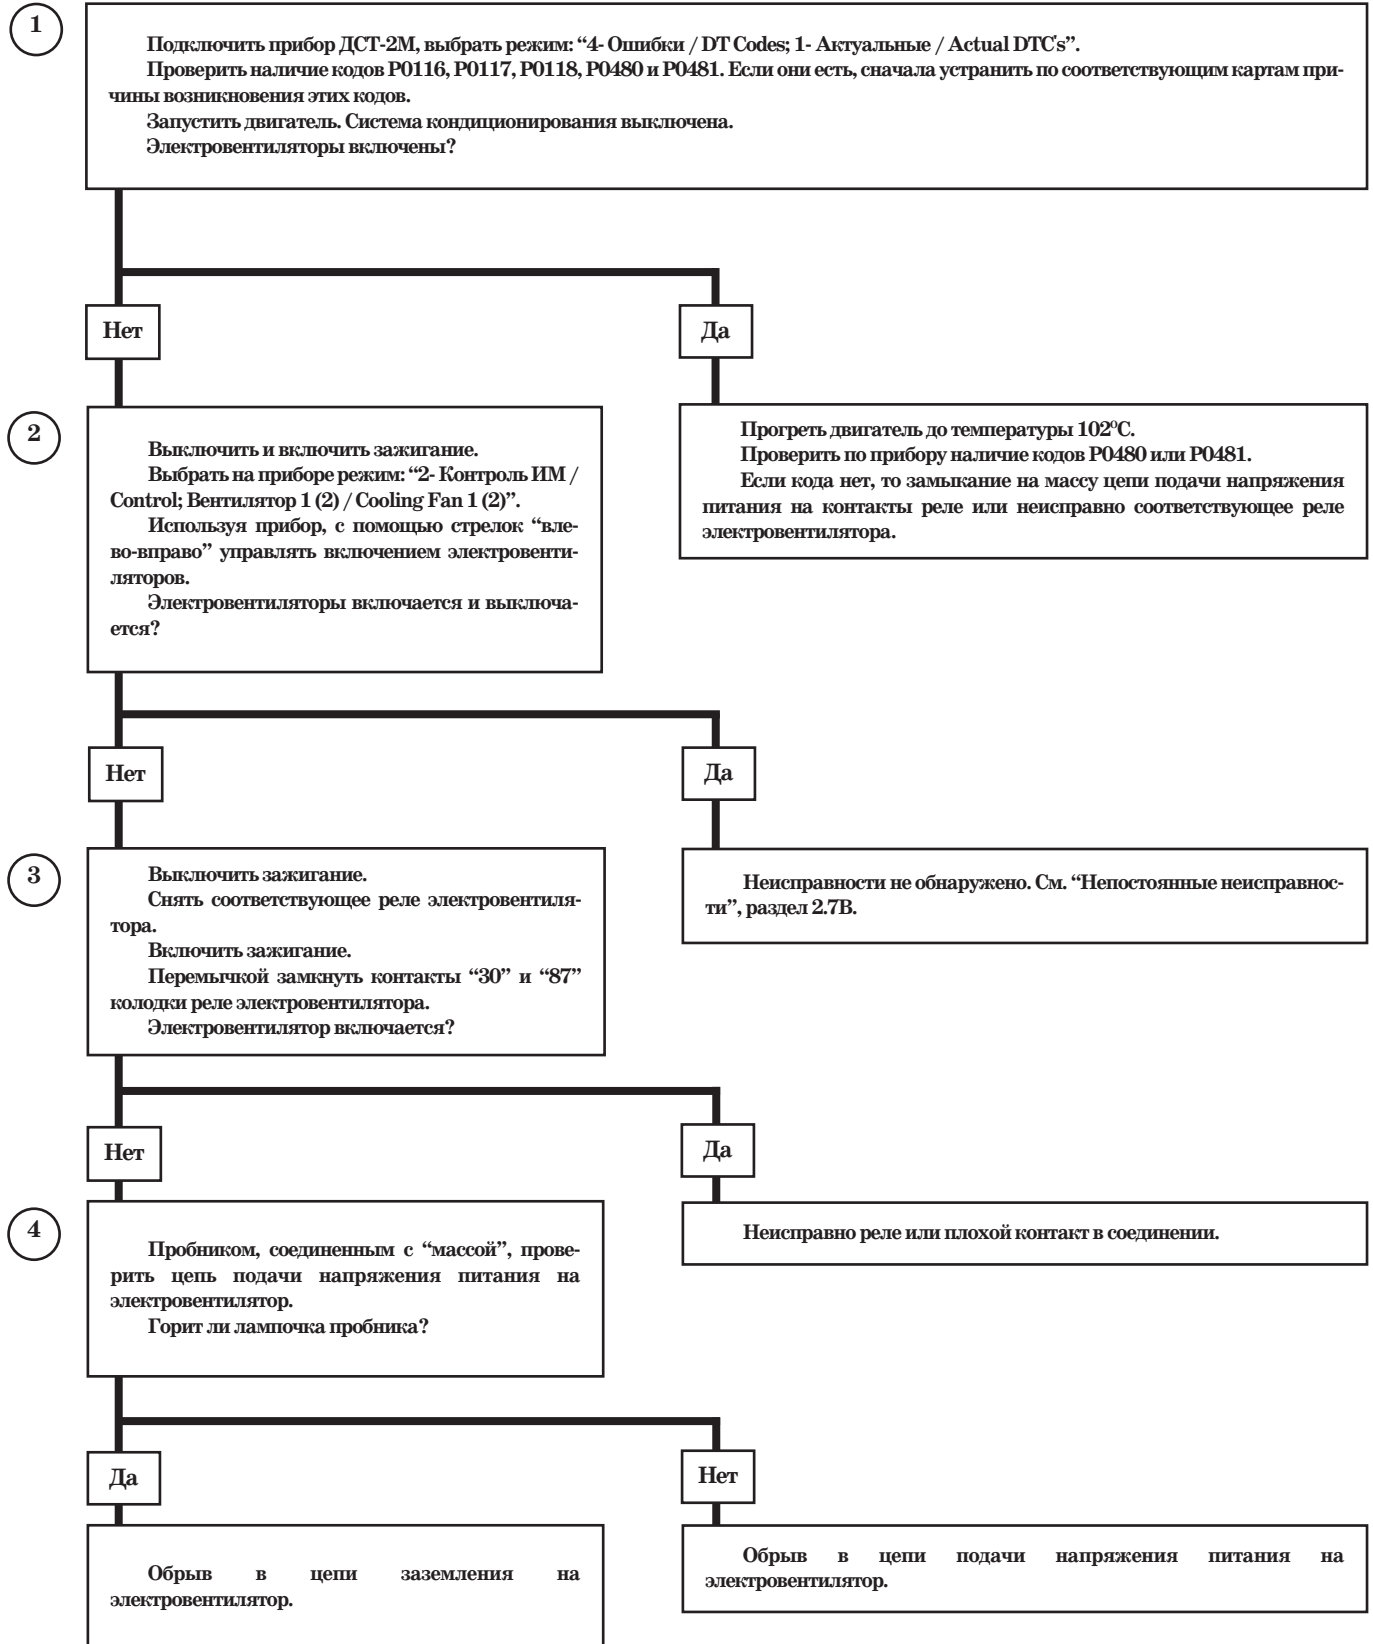 1
Подключить прибор ДСТ-2М, выбрать режим: “4- Ошибки / DT Codes; 1- Актуальные / Actual DTC's”.
Проверить наличие кодов Р0116, Р0117, Р0118, Р0480 и Р0481. Если они есть, сначала устранить по соответствующим картам при-
чины возникновения этих кодов.
Запустить двигатель. Система кондиционирования выключена.
Электровентиляторы включены?
Нет
Да
2
Выключить и включить зажигание.
Выбрать на приборе режим: “2- Контроль ИМ /
Control; Вентилятор 1 (2) / Cooling Fan 1 (2)”.
Используя прибор, с помощью стрелок “вле-
во-вправо” управлять включением электровенти-
ляторов.
Электровентиляторы включается и выключа-
ется?
Прогреть двигатель до температуры 102°С.
Проверить по прибору наличие кодов Р0480 или Р0481.
Если кода нет, то замыкание на массу цепи подачи напряжения
питания на контакты реле или неисправно соответствующее реле
электровентилятора.
Нет
Да
3
Выключить зажигание.
Снять соответствующее реле электровентиля-
тора.
Включить зажигание.
Перемычкой замкнуть контакты “30” и “87”
колодки реле электровентилятора.
Электровентилятор включается?
Неисправности не обнаружено. См. “Непостоянные неисправнос-
ти”, раздел 2.7В.
Нет
Да
4
Пробником, соединенным с “массой”, прове-
рить цепь подачи напряжения питания на
электровентилятор.
Горит ли лампочка пробника?
Неисправно реле или плохой контакт в соединении.
Да
Нет
Обрыв в цепи заземления на
электровентилятор.
Обрыв в цепи подачи напряжения питания на
электровентилятор.